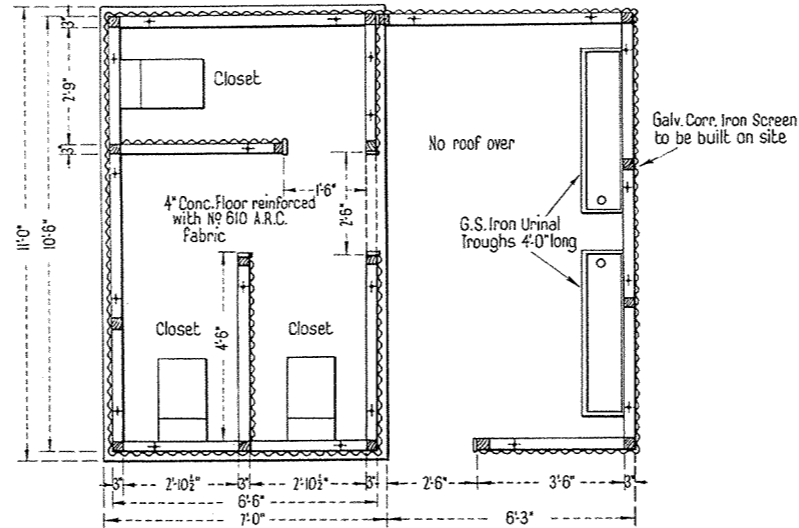 3"
2'-9"
3"
11'-0"
10'-6"
Closet
No roof over
Galv. Corr. Iron Screen
to be built on site
1'-6"
4" Conc. Floor reinforced
with No 610 A.R.C.
fabric
2'-6"
G.S. Iron Urinal
Troughs 4'-0" long
Closet
4'-6"
Closet
3" 2'-10½" 3" 2'-10½" 3" 2'-6" 3'-6" 3"
6'-6"
7'-0" 6'-3"